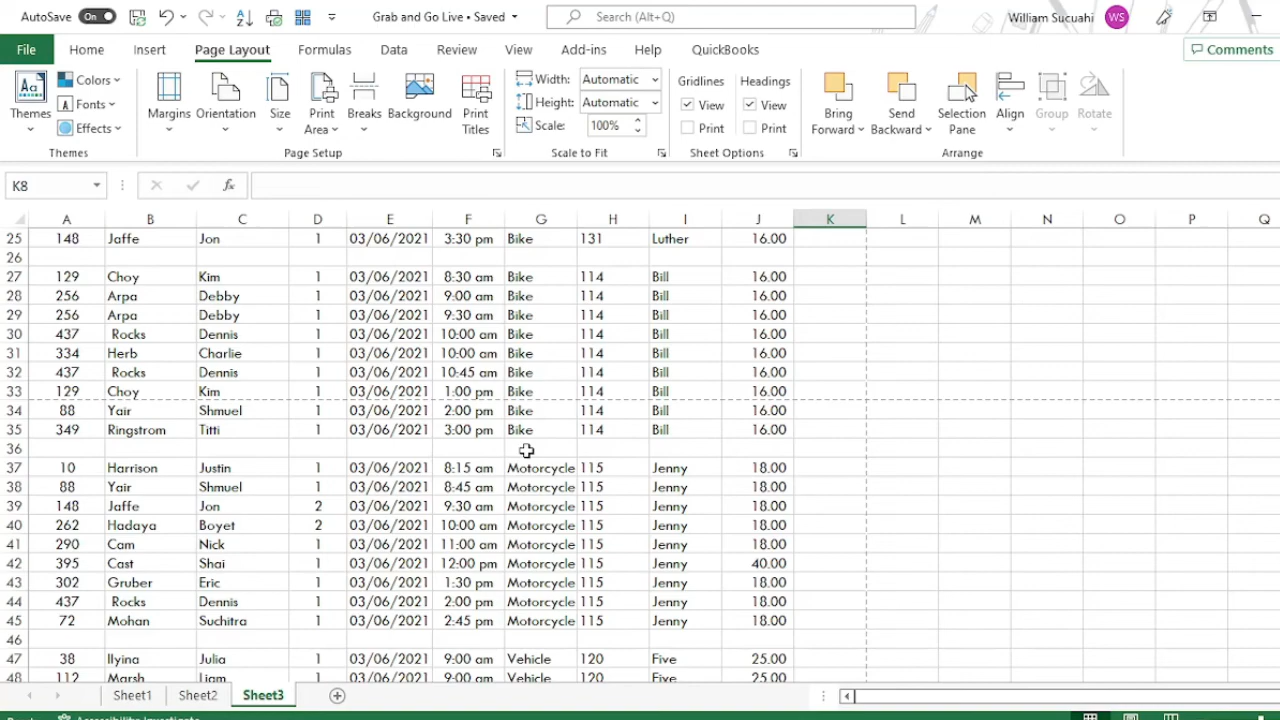 AutoSave On Grab and Go Live • Saved Search (Alt+Q) William Sucuahi WS
File Home Insert Page Layout Formulas Data Review View Add-ins Help QuickBooks Comments
Aa Colors Width: Automatic Gridlines Headings
Fonts Height: Automatic View View
Themes Effects Margins Orientation Size Print Area Breaks Background Print Titles Scale: 100% Print Print Bring Forward Send Backward Selection Pane Align Group Rotate
Themes Page Setup Scale to Fit Sheet Options Arrange
K8 fx
A B C D E F G H I J K L M N O P Q
25 148 Jaffe Jon 1 03/06/2021 3:30 pm Bike 131 Luther 16.00
26
27 129 Choy Kim 1 03/06/2021 8:30 am Bike 114 Bill 16.00
28 256 Arpa Debby 1 03/06/2021 9:00 am Bike 114 Bill 16.00
29 256 Arpa Debby 1 03/06/2021 9:30 am Bike 114 Bill 16.00
30 437 Rocks Dennis 1 03/06/2021 10:00 am Bike 114 Bill 16.00
31 334 Herb Charlie 1 03/06/2021 10:00 am Bike 114 Bill 16.00
32 437 Rocks Dennis 1 03/06/2021 10:45 am Bike 114 Bill 16.00
33 129 Choy Kim 1 03/06/2021 1:00 pm Bike 114 Bill 16.00
34 88 Yair Shmuel 1 03/06/2021 2:00 pm Bike 114 Bill 16.00
35 349 Ringstrom Titti 1 03/06/2021 3:00 pm Bike 114 Bill 16.00
36
37 10 Harrison Justin 1 03/06/2021 8:15 am Motorcycle 115 Jenny 18.00
38 88 Yair Shmuel 1 03/06/2021 8:45 am Motorcycle 115 Jenny 18.00
39 148 Jaffe Jon 2 03/06/2021 9:30 am Motorcycle 115 Jenny 18.00
40 262 Hadaya Boyet 2 03/06/2021 10:00 am Motorcycle 115 Jenny 18.00
41 290 Cam Nick 1 03/06/2021 11:00 am Motorcycle 115 Jenny 18.00
42 395 Cast Shai 1 03/06/2021 12:00 pm Motorcycle 115 Jenny 40.00
43 302 Gruber Eric 1 03/06/2021 1:30 pm Motorcycle 115 Jenny 18.00
44 437 Rocks Dennis 1 03/06/2021 2:00 pm Motorcycle 115 Jenny 18.00
45 72 Mohan Suchitra 1 03/06/2021 2:45 pm Motorcycle 115 Jenny 18.00
46
47 38 Ilyina Julia 1 03/06/2021 9:00 am Vehicle 120 Five 25.00
48 112 Marsh Liam 1 03/06/2021 9:00 am Vehicle 120 Five 25.00
Sheet1 Sheet2 Sheet3